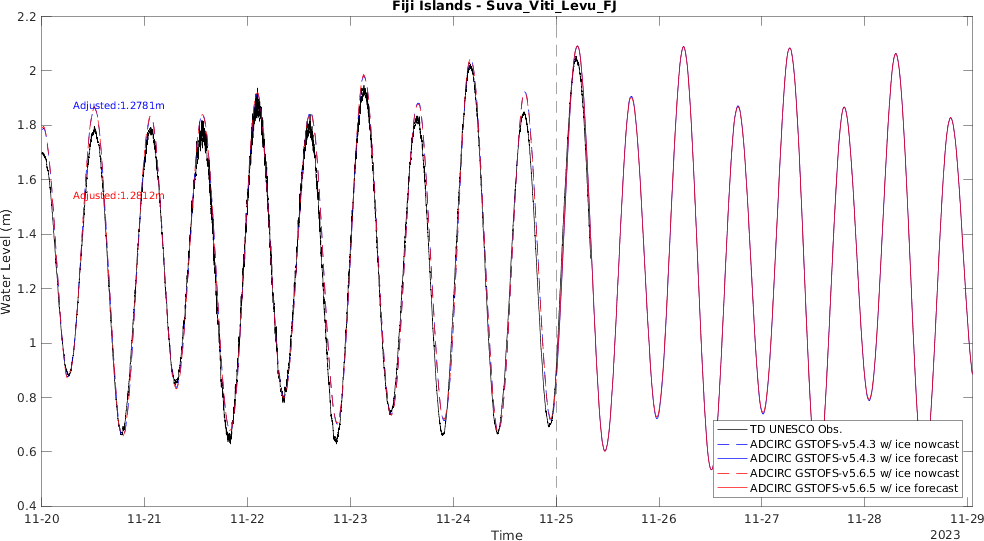 Fiji Islands - Suva_Viti_Levu_FJ
2.2
2
1.8
1.6
1.4
1.2
1
0.8
0.6
0.4
Water Level (m)
Adjusted:1.2781m
Adjusted:1.2812m
TD UNESCO Obs.
ADCIRC GSTOFS-v5.4.3 w/ ice nowcast
ADCIRC GSTOFS-v5.4.3 w/ ice forecast
ADCIRC GSTOFS-v5.6.5 w/ ice nowcast
ADCIRC GSTOFS-v5.6.5 w/ ice forecast
11-20 11-21 11-22 11-23 11-24 11-25 11-26 11-27 11-28 11-29
Time
2023